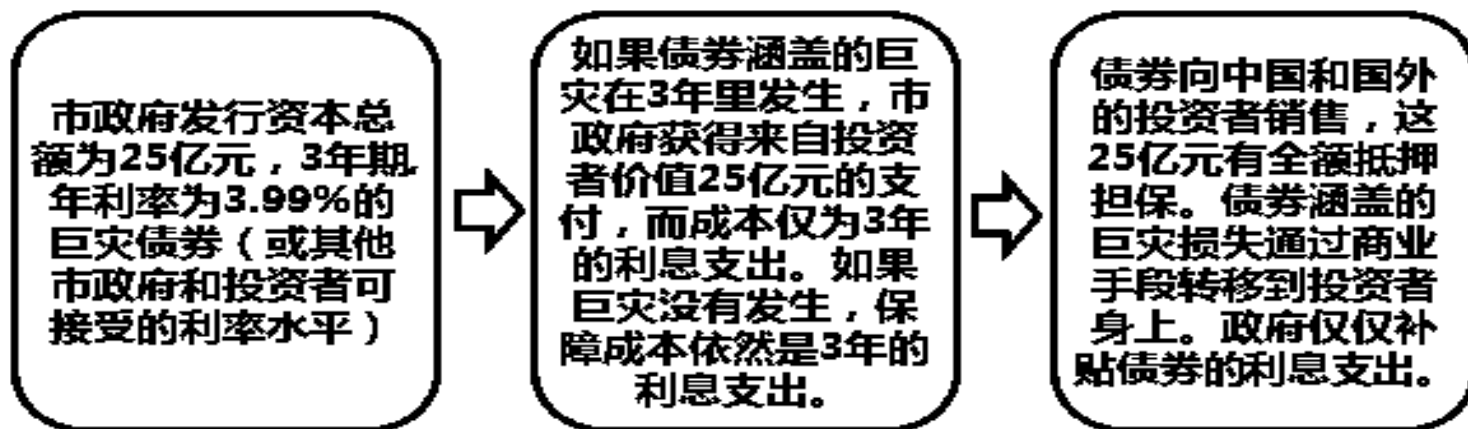 市政府发行资本总
额为25亿元，3年期,
年利率为3.99%的
巨灾债券（或其他
市政府和投资者可
接受的利率水平）
如果债券涵盖的巨
灾在3年里发生，市
政府获得来自投资
者价值25亿元的支
付，而成本仅为3年
的利息支出。如果
巨灾没有发生，保
障成本依然是3年的
利息支出。
债券向中国和国外
的投资者销售，这
25亿元有全额抵押
担保。债券涵盖的
巨灾损失通过商业
手段转移到投资者
身上。政府仅仅补
贴债券的利息支出。